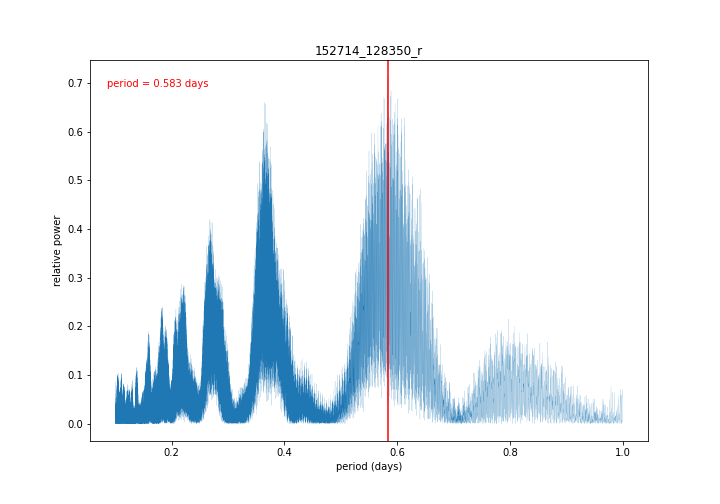 152714_128350_r
period = 0.583 days
0.7
0.6
0.5
0.4
0.3
0.2
0.1
0.0
relative power
0.2 0.4 0.6 0.8 1.0
period (days)